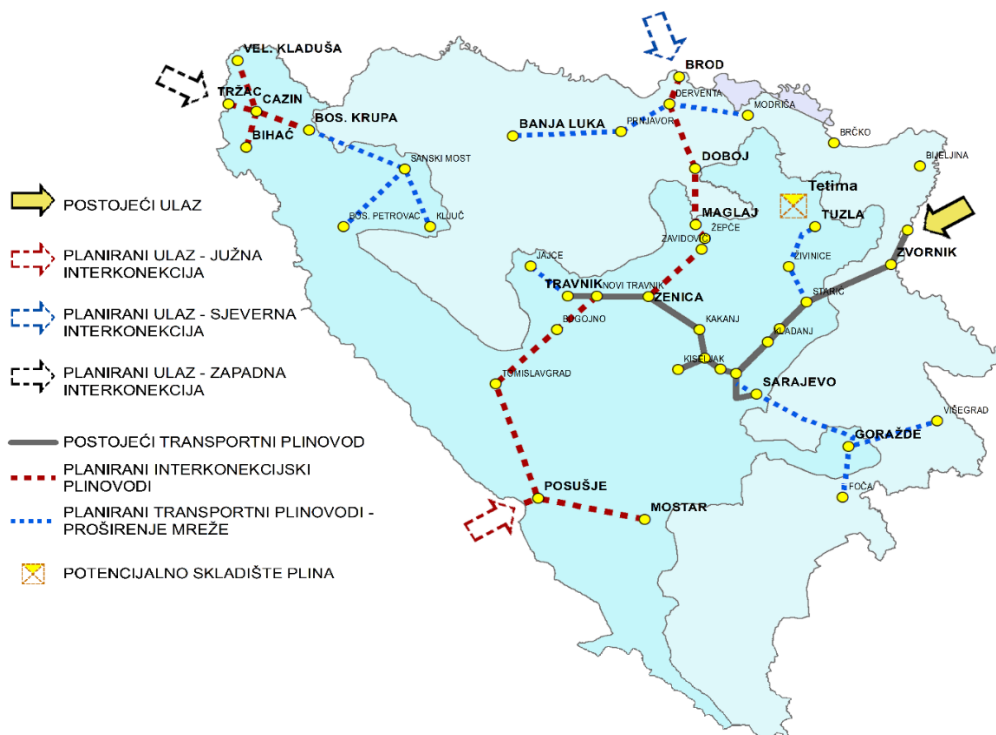 VEL. KLADUŠA
TRŽAC
CAZIN
BOS. KRUPA
BIHAĆ
SANSKI MOST
BOS. PETROVAC
KLJUČ
BROD
DERVENTA
MODRIČA
BANJA LUKA
PRNJAVOR
BRČKO
DOBOJ
BIJELJINA
Tetima
TUZLA
MAGLAJ
ŽEPČE
ZAVIDOVIĆI
ŽIVINICE
ZVORNIK
JAJCE
TRAVNIK
NOVI TRAVNIK
ZENICA
STARIĆ
BUGOJNO
KAKANJ
KLADANJ
KISELJAK
TOMISLAVGRAD
SARAJEVO
VIŠEGRAD
GORAŽDE
FOČA
POSUŠJE
MOSTAR
POSTOJEĆI ULAZ
PLANIRANI ULAZ - JUŽNA
INTERKONEKCIJA
PLANIRANI ULAZ - SJEVERNA
INTERKONEKCIJA
PLANIRANI ULAZ - ZAPADNA
INTERKONEKCIJA
POSTOJEĆI TRANSPORTNI PLINOVOD
PLANIRANI INTERKONEKCIJSKI
PLINOVODI
PLANIRANI TRANSPORTNI PLINOVODI -
PROŠIRENJE MREŽE
POTENCIJALNO SKLADIŠTE PLINA